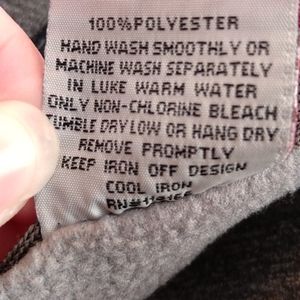 100%POLYESTER
HAND WASH SMOOTHLY OR
MACHINE WASH SEPARATELY
IN LUKE WARM WATER
ONLY NON-CHLORINE BLEACH
TUMBLE DRY LOW OR HANG DRY
REMOVE PROMPTLY
KEEP IRON OFF DESIGN
COOL IRON